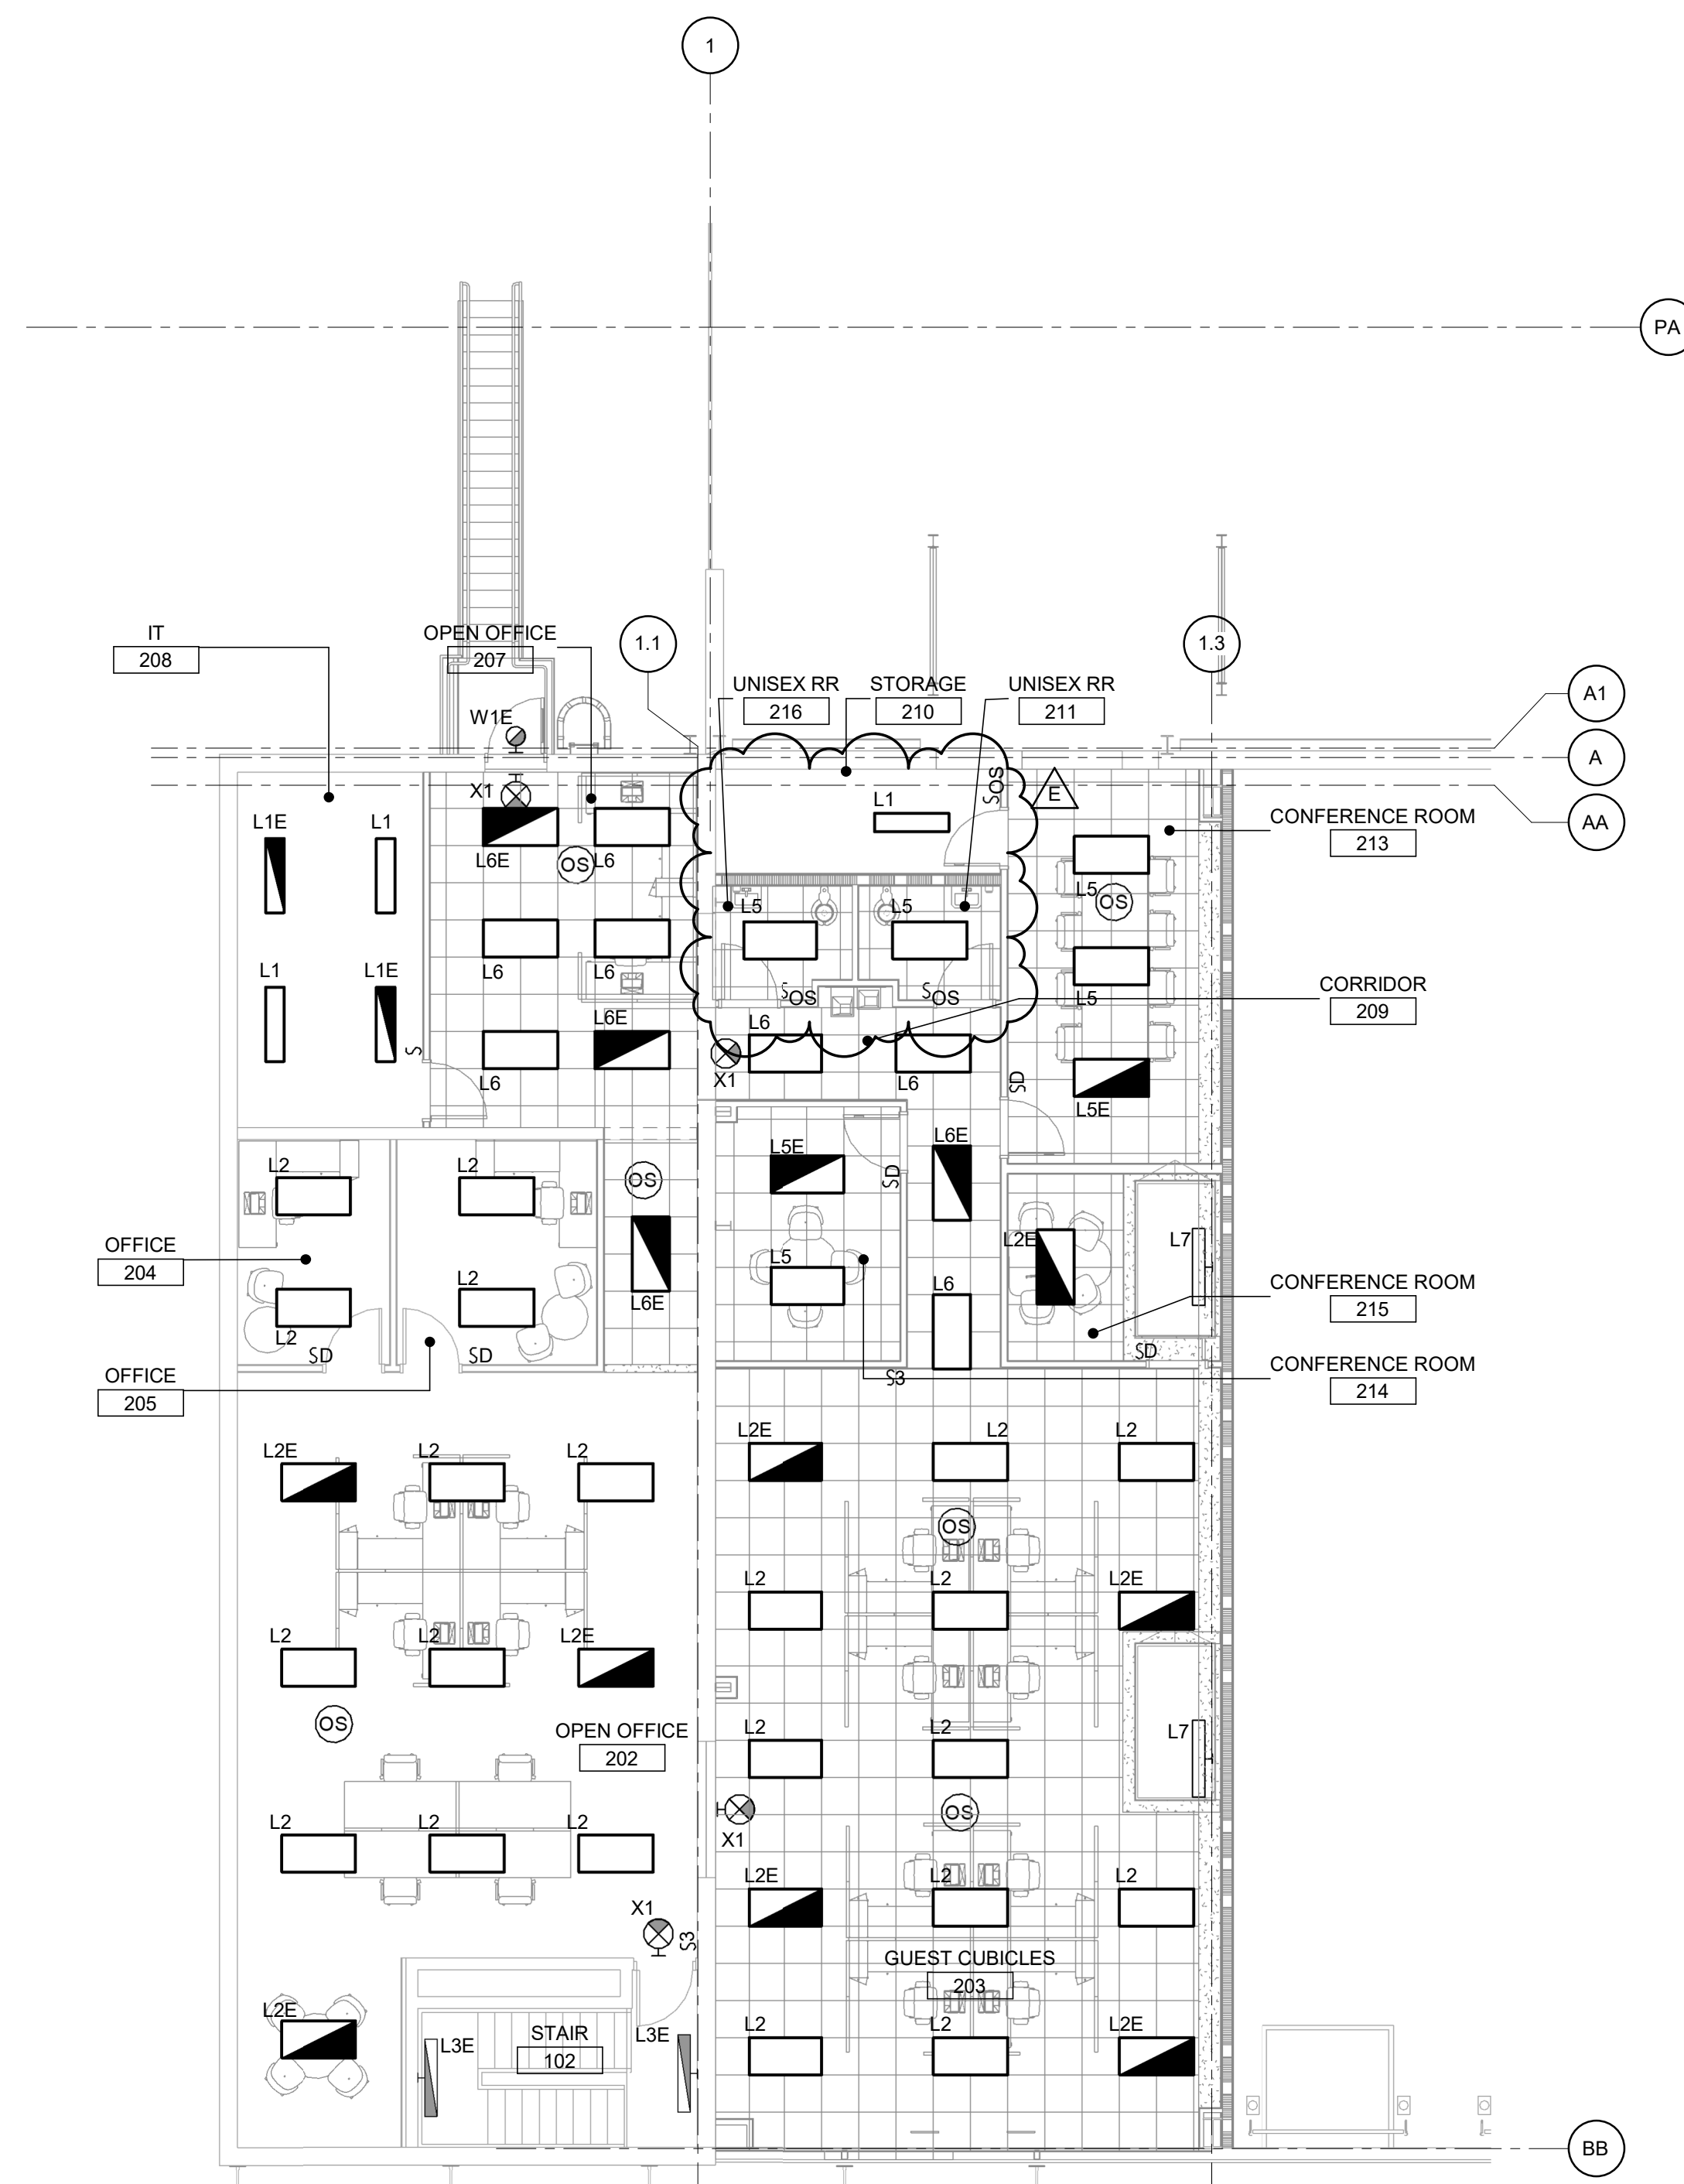 1
PA
IT
208
OPEN OFFICE
207
1.1
1.3
UNISEX RR
216
STORAGE
210
UNISEX RR
211
A1
A
AA
W1E
X1
L1E
L1
L6E
OS
L6
L1
SOS
E
CONFERENCE ROOM
213
L5
L5
L5
OS
L1
L1E
L6
L6
L5
SOS
SOS
CORRIDOR
209
S
L6E
L6
L6
X1
L6
SD
L5E
L2
L2
OS
L5E
SD
L6E
OFFICE
204
L2
L2
SD
SD
L6E
L5
L6
L2E
L7
CONFERENCE ROOM
215
SD
OFFICE
205
S3
CONFERENCE ROOM
214
L2E
L2
L2
L2E
L2
L2
OS
L2
L2
L2E
L2
L2
L2E
OS
OPEN OFFICE
202
L2
L2
L7
X1
OS
L2
L2
L2
L2E
L2
L2
X1
S3
GUEST CUBICLES
203
L2E
L3E
STAIR
102
L3E
L2
L2
L2E
BB